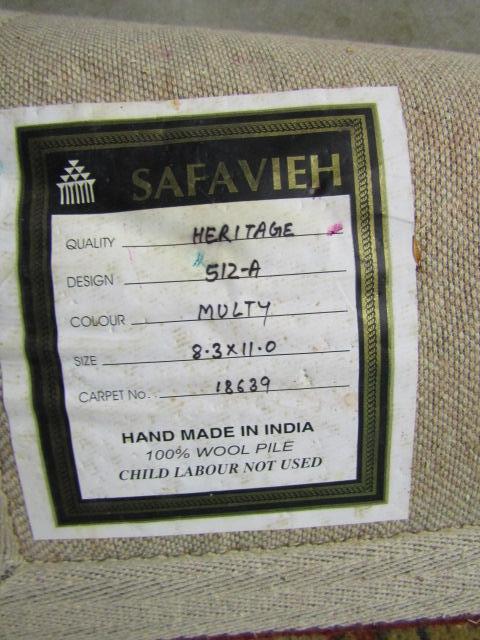 SAFAVIEH
QUALITY HERITAGE
DESIGN 512-A
COLOUR MULTY
SIZE 8.3X11.0
CARPET No. 18639
HAND MADE IN INDIA
100% WOOL PILE
CHILD LABOUR NOT USED